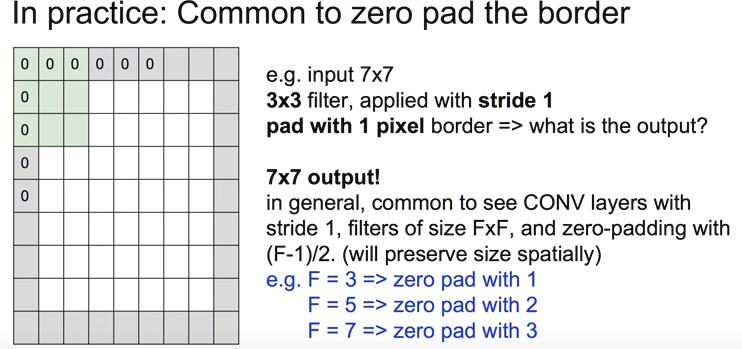 In practice: Common to zero pad the border
0 0 0 0 0 0
0
0
0
0
e.g. input 7x7
3x3 filter, applied with stride 1
pad with 1 pixel border => what is the output?
7x7 output!
in general, common to see CONV layers with
stride 1, filters of size FxF, and zero-padding with
(F-1)/2. (will preserve size spatially)
e.g. F = 3 => zero pad with 1
F = 5 => zero pad with 2
F = 7 => zero pad with 3